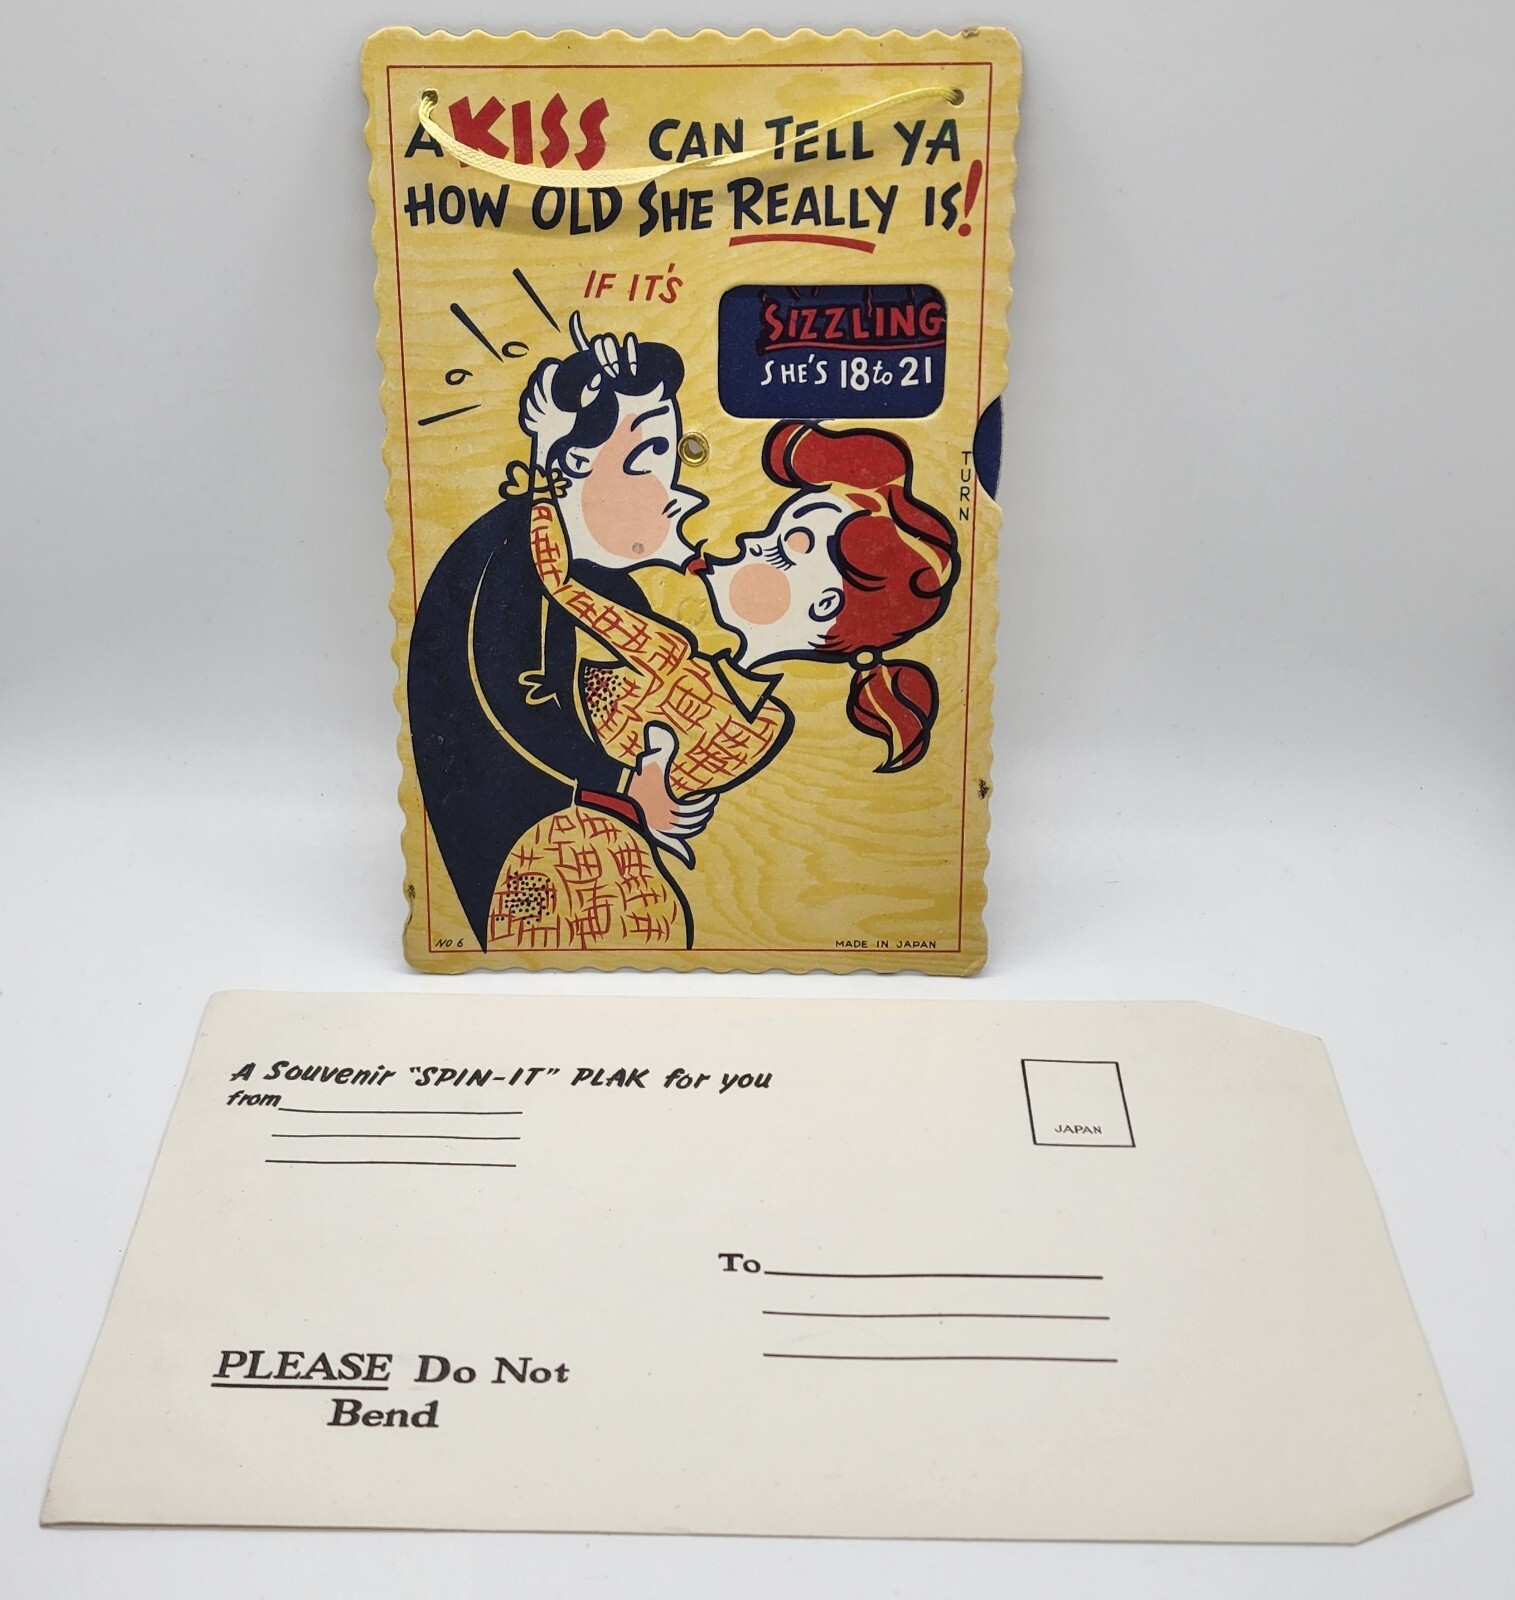 A KISS CAN TELL YA
HOW OLD SHE REALLY IS!
IF IT'S
SIZZLING
SHE'S 18 to 21
TURN
NO 6
MADE IN JAPAN
A Souvenir "SPIN-IT" PLAK for you
from
JAPAN
To
PLEASE Do Not
Bend